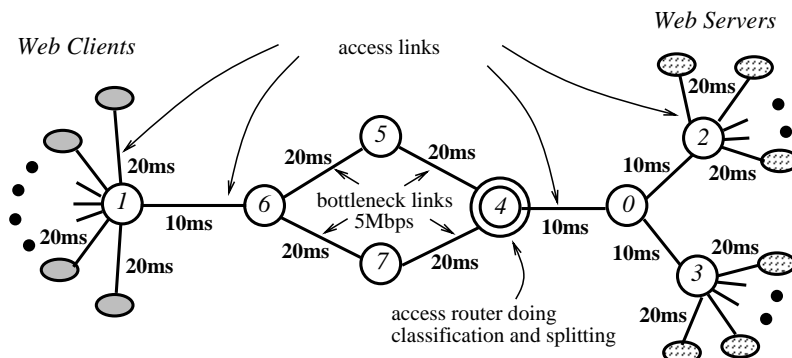 Web Clients
access links
Web Servers
20ms
5
2
20ms
20ms
20ms
10ms
20ms
1
10ms
6
bottleneck links
5Mbps
4
10ms
0
20ms
20ms
20ms
20ms
7
10ms
3
20ms
20ms
access router doing
classification and splitting